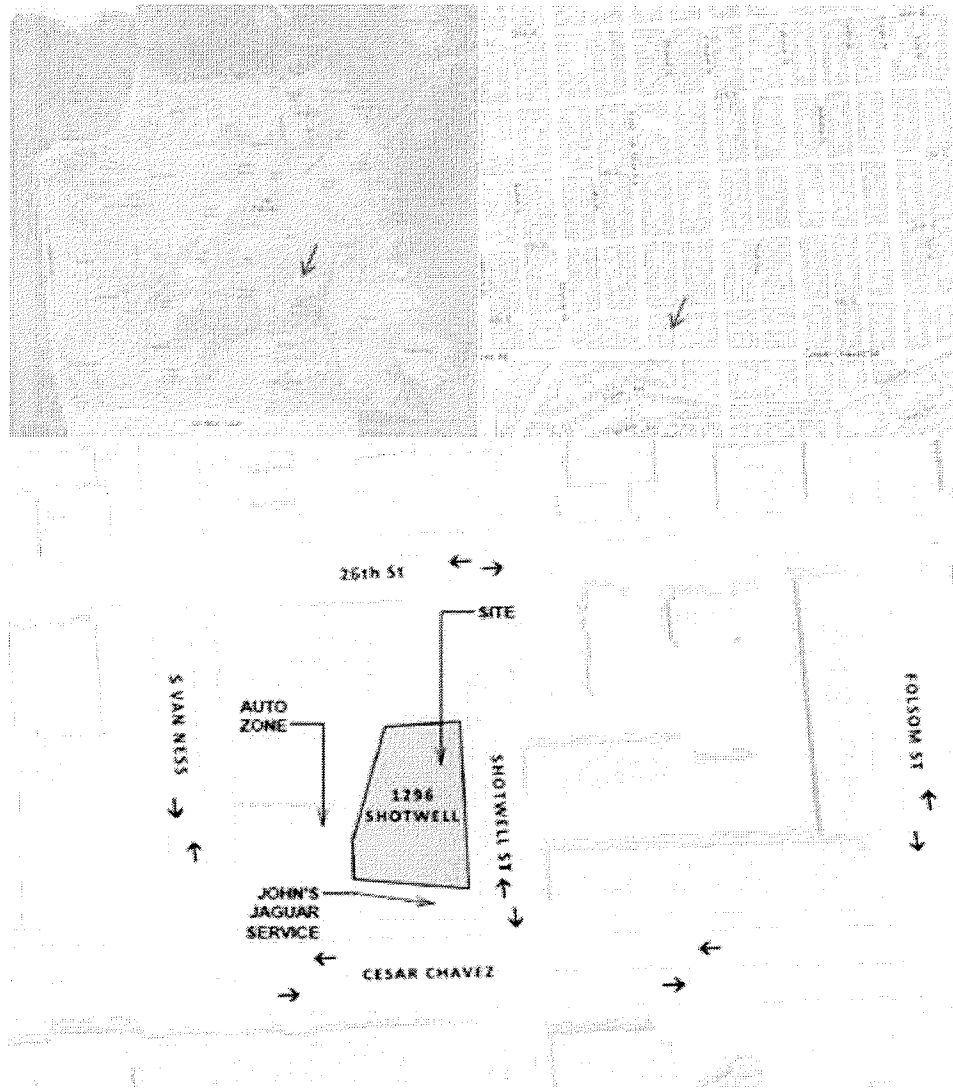 26th St
SITE
S VAN NESS
AUTO
ZONE
FOLSOM ST
SHOTWELL ST
1296
SHOTWELL
JOHN'S
JAGUAR
SERVICE
CESAR CHAVEZ